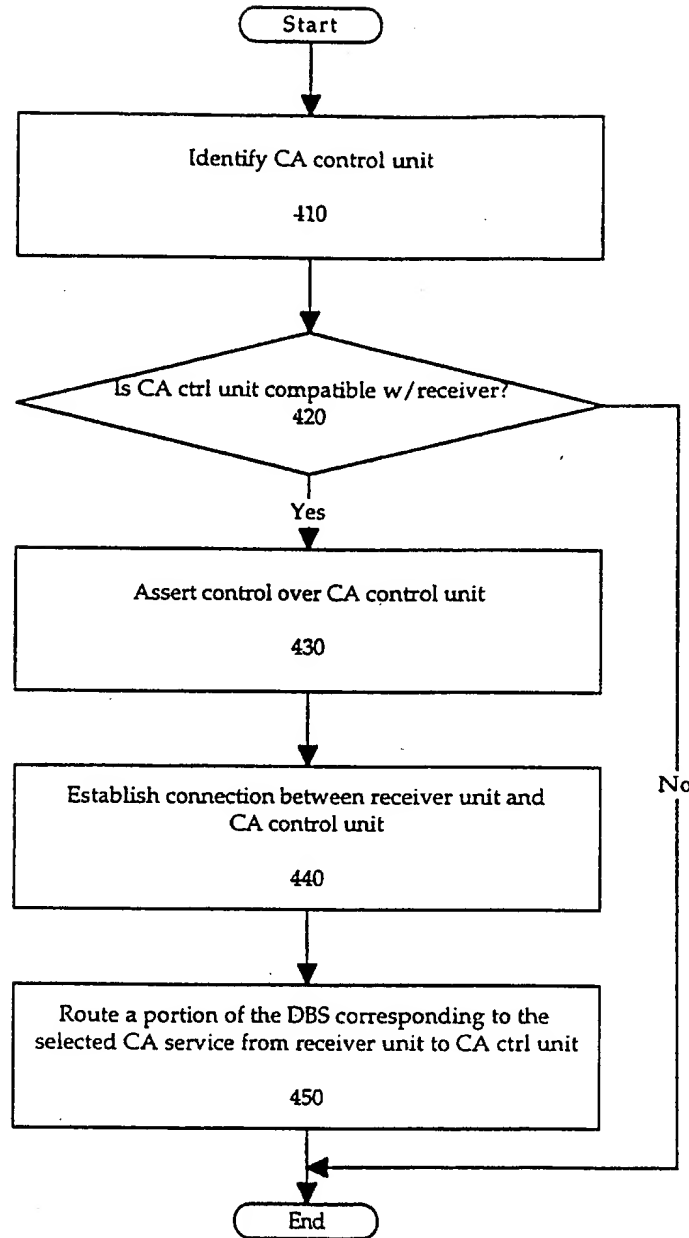 Start
Identify CA control unit
410
Is CA ctrl unit compatible w/receiver?
420
Yes
Assert control over CA control unit
430
No
Establish connection between receiver unit and
CA control unit
440
Route a portion of the DBS corresponding to the
selected CA service from receiver unit to CA ctrl unit
450
End